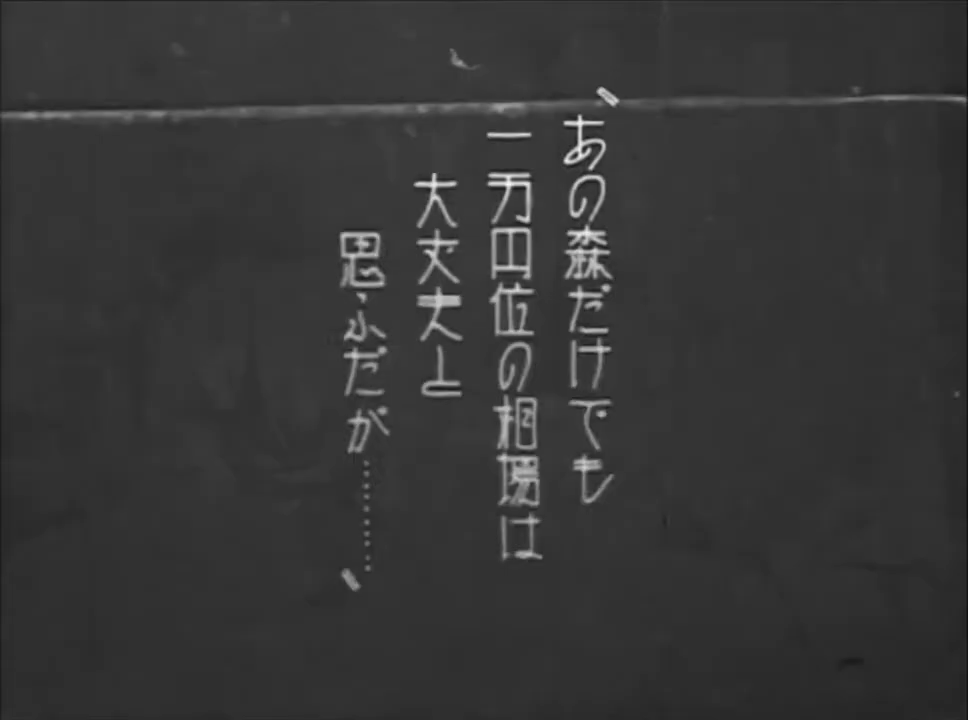 あの森だけでも
一万円位の相場は
大丈夫と
思ふだが………